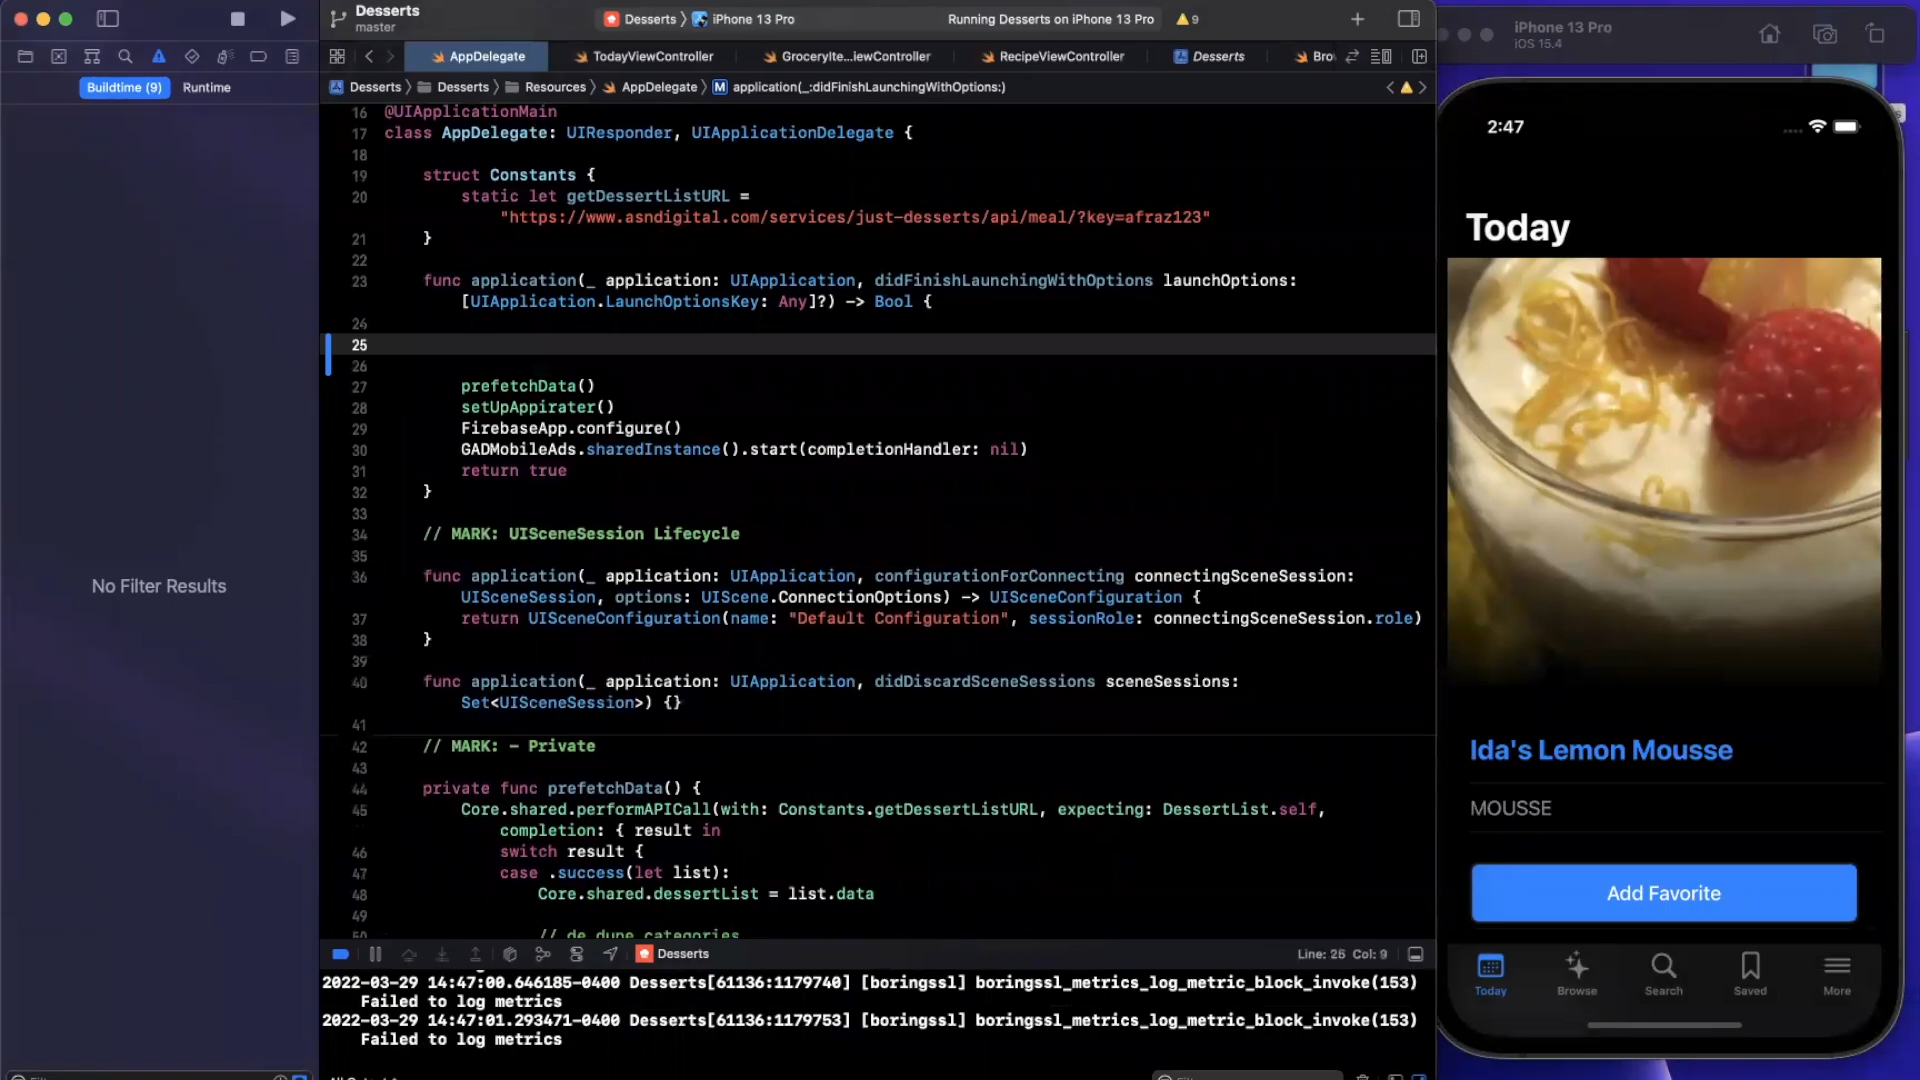 Desserts
master
Desserts
iPhone 13 Pro
Running Desserts on iPhone 13 Pro
9
AppDelegate
TodayViewController
GroceryIte...iewController
RecipeViewController
Desserts
Bro
Buildtime (9)
Runtime
Desserts
Desserts
Resources
AppDelegate
M
application(_:didFinishLaunchingWithOptions:)
No Filter Results
16 @UIApplicationMain
17 class AppDelegate: UIResponder, UIApplicationDelegate {
18
19 struct Constants {
20 static let getDessertListURL =
"https://www.asndigital.com/services/just-desserts/api/meal/?key=afraz123"
21 }
22
23 func application(_ application: UIApplication, didFinishLaunchingWithOptions launchOptions:
[UIApplication.LaunchOptionsKey: Any]?) -> Bool {
24
25
26
27 prefetchData()
28 setUpAppirater()
29 FirebaseApp.configure()
30 GADMobileAds.sharedInstance().start(completionHandler: nil)
31 return true
32 }
33
34 // MARK: UISceneSession Lifecycle
35
36 func application(_ application: UIApplication, configurationForConnecting connectingSceneSession:
UISceneSession, options: UIScene.ConnectionOptions) -> UISceneConfiguration {
37 return UISceneConfiguration(name: "Default Configuration", sessionRole: connectingSceneSession.role)
38 }
39
40 func application(_ application: UIApplication, didDiscardSceneSessions sceneSessions:
Set<UISceneSession>) {}
41
42 // MARK: - Private
43
44 private func prefetchData() {
45 Core.shared.performAPICall(with: Constants.getDessertListURL, expecting: DessertList.self,
completion: { result in
46 switch result {
47 case .success(let list):
48 Core.shared.dessertList = list.data
49
50 // de dupe categories
Desserts
Line: 25 Col: 9
2022-03-29 14:47:00.646185-0400 Desserts[61136:1179740] [boringssl] boringssl_metrics_log_metric_block_invoke(153)
Failed to log metrics
2022-03-29 14:47:01.293471-0400 Desserts[61136:1179753] [boringssl] boringssl_metrics_log_metric_block_invoke(153)
Failed to log metrics
iPhone 13 Pro
iOS 15.4
2:47
Today
Ida's Lemon Mousse
MOUSSE
Add Favorite
Today
Browse
Search
Saved
More